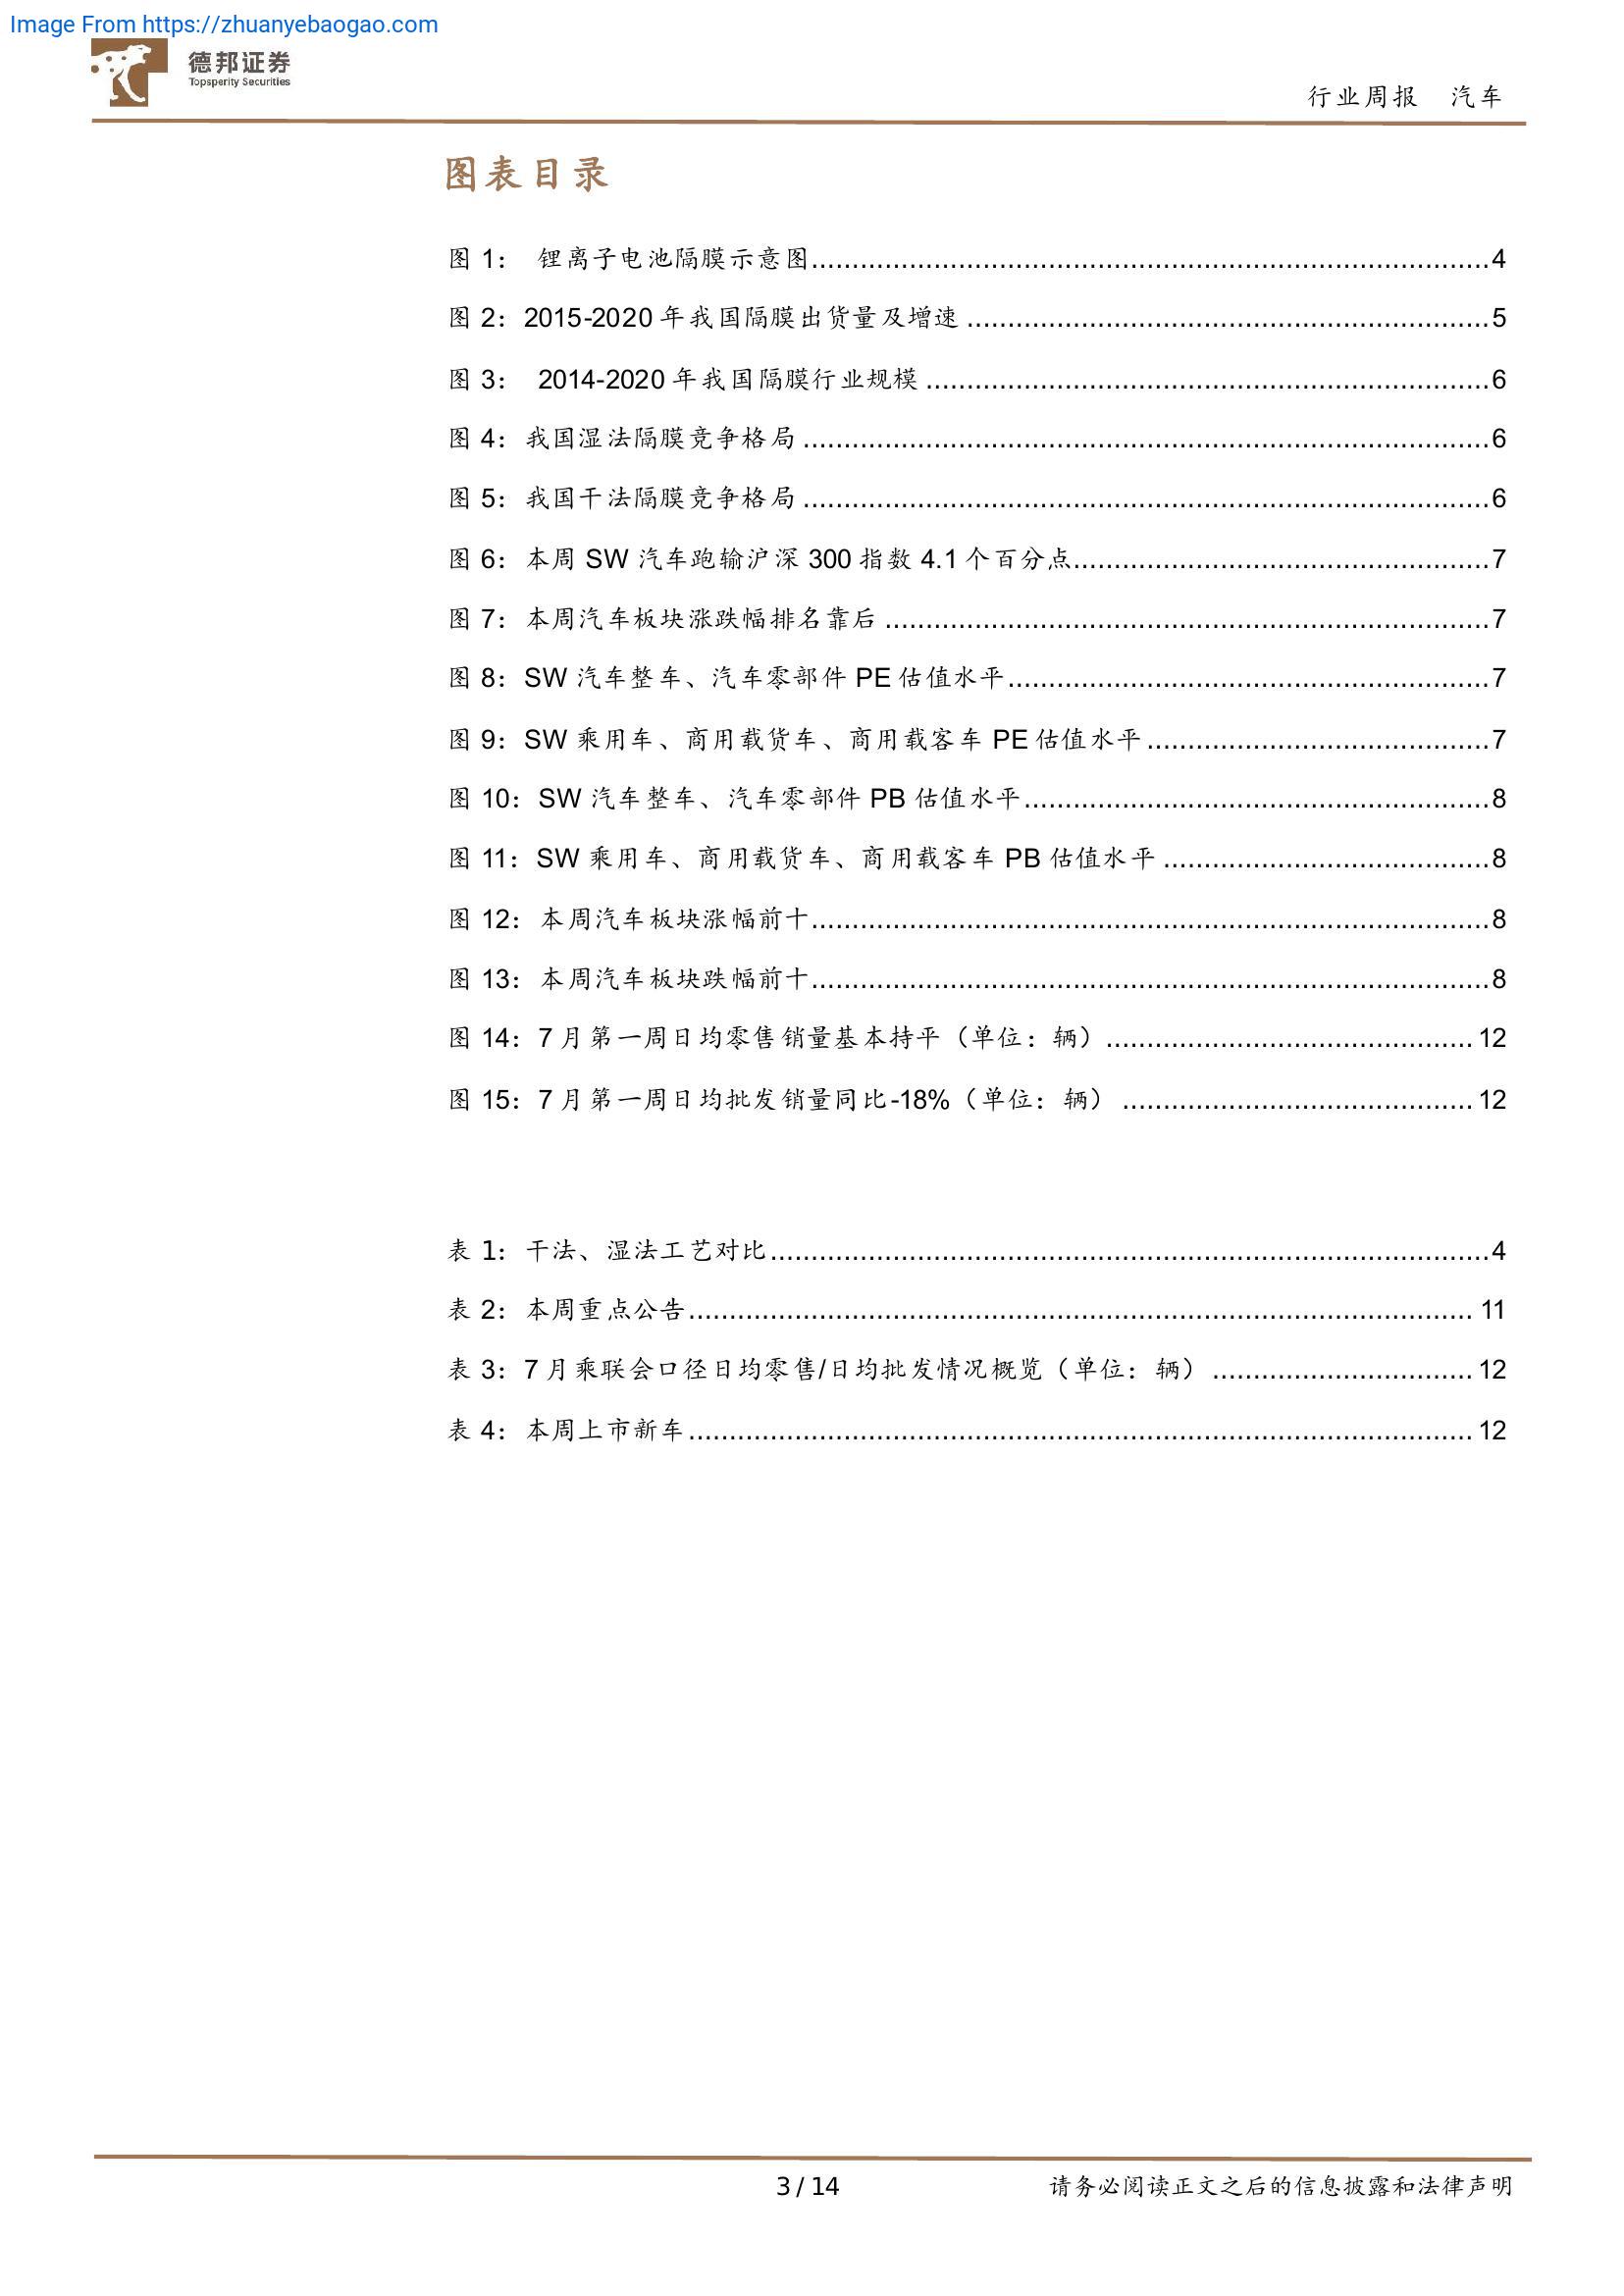 Image From https://zhuanyebaogao.com
德邦证券
Topsperity Securities
行业周报 汽车
图表目录
图 1： 锂离子电池隔膜示意图....................4
图 2：2015-2020 年我国隔膜出货量及增速....................5
图 3： 2014-2020 年我国隔膜行业规模....................6
图 4：我国湿法隔膜竞争格局....................6
图 5：我国干法隔膜竞争格局....................6
图 6：本周 SW 汽车跑输沪深 300 指数 4.1 个百分点....................7
图 7：本周汽车板块涨跌幅排名靠后....................7
图 8：SW 汽车整车、汽车零部件 PE 估值水平....................7
图 9：SW 乘用车、商用载货车、商用载客车 PE 估值水平....................7
图 10：SW 汽车整车、汽车零部件 PB 估值水平....................8
图 11：SW 乘用车、商用载货车、商用载客车 PB 估值水平....................8
图 12：本周汽车板块涨幅前十....................8
图 13：本周汽车板块跌幅前十....................8
图 14：7 月第一周日均零售销量基本持平（单位：辆）....................12
图 15：7 月第一周日均批发销量同比-18%（单位：辆）....................12
表 1：干法、湿法工艺对比....................4
表 2：本周重点公告....................11
表 3：7 月乘联会口径日均零售/日均批发情况概览（单位：辆）....................12
表 4：本周上市新车....................12
3 / 14 请务必阅读正文之后的信息披露和法律声明